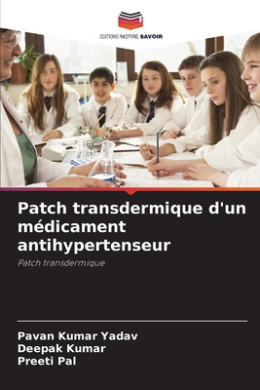 EDITIONS NOTRE SAVOIR
Patch transdermique d'un
médicament
antihypertenseur
Patch transdermique
Pavan Kumar Yadav
Deepak Kumar
Preeti Pal